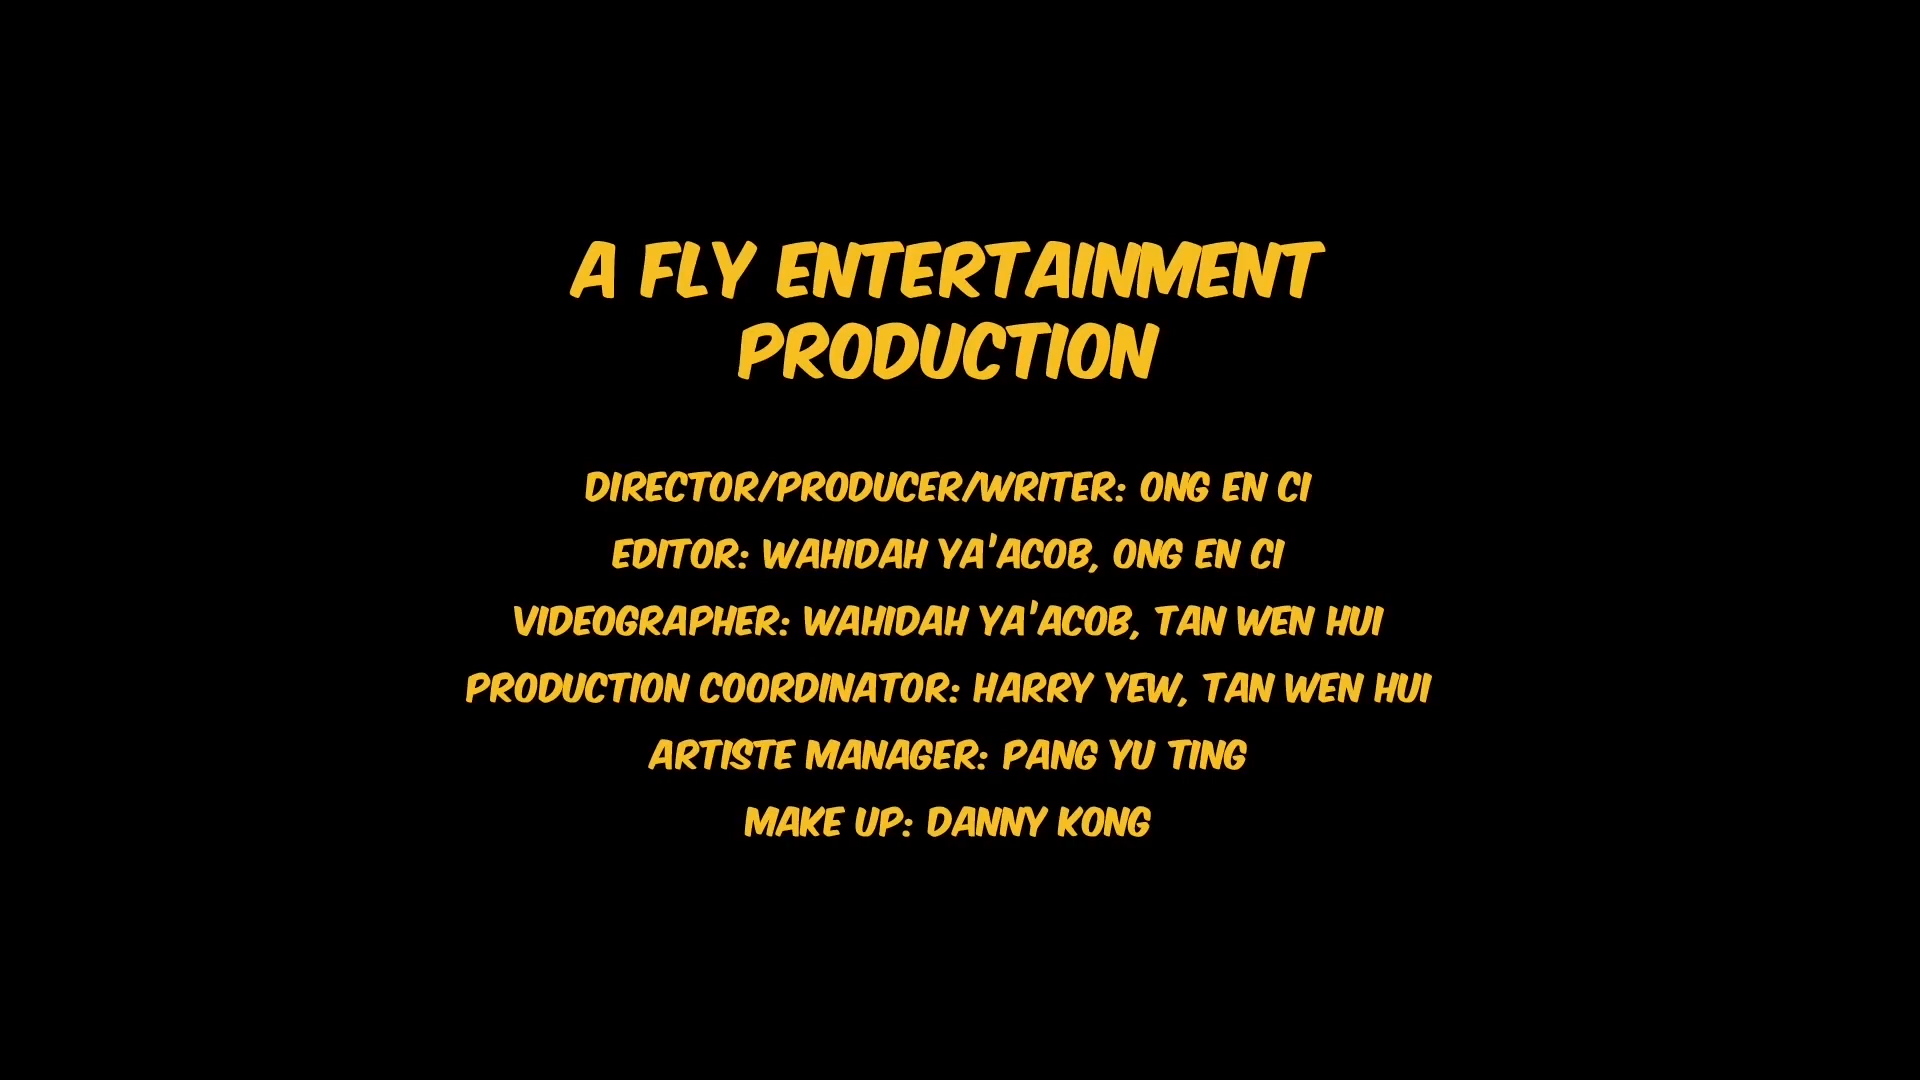 A FLY ENTERTAINMENT
PRODUCTION
DIRECTOR/PRODUCER/WRITER: ONG EN CI
EDITOR: WAHIDAH YA'ACOB, ONG EN CI
VIDEOGRAPHER: WAHIDAH YA'ACOB, TAN WEN HUI
PRODUCTION COORDINATOR: HARRY YEW, TAN WEN HUI
ARTISTE MANAGER: PANG YU TING
MAKE UP: DANNY KONG